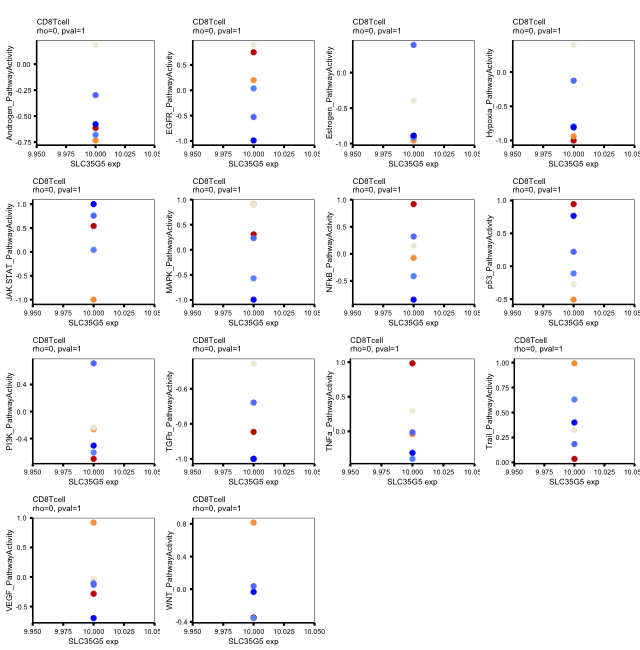 CD8Tcell
rho=0, pval=1
Androgen_PathwayActivity
0.00
-0.25
-0.50
-0.75
9.950 9.975 10.000 10.025 10.05
SLC35G5 exp
CD8Tcell
rho=0, pval=1
EGFR_PathwayActivity
0.5
0.0
-0.5
-1.0
9.950 9.975 10.000 10.025 10.05
SLC35G5 exp
CD8Tcell
rho=0, pval=1
Estrogen_PathwayActivity
0.0
-0.5
-1.0
9.950 9.975 10.000 10.025 10.05
SLC35G5 exp
CD8Tcell
rho=0, pval=1
Hypoxia_PathwayActivity
0.0
-0.5
-1.0
9.950 9.975 10.000 10.025 10.05
SLC35G5 exp
CD8Tcell
rho=0, pval=1
JAK.STAT_PathwayActivity
1.0
0.5
0.0
-0.5
-1.0
9.950 9.975 10.000 10.025 10.05
SLC35G5 exp
CD8Tcell
rho=0, pval=1
MAPK_PathwayActivity
1.0
0.5
0.0
-0.5
-1.0
9.950 9.975 10.000 10.025 10.05
SLC35G5 exp
CD8Tcell
rho=0, pval=1
NFkB_PathwayActivity
0.5
0.0
-0.5
9.950 9.975 10.000 10.025 10.05
SLC35G5 exp
CD8Tcell
rho=0, pval=1
p53_PathwayActivity
0.5
0.0
-0.5
9.950 9.975 10.000 10.025 10.05
SLC35G5 exp
CD8Tcell
rho=0, pval=1
PI3K_PathwayActivity
0.4
0.0
-0.4
9.950 9.975 10.000 10.025 10.05
SLC35G5 exp
CD8Tcell
rho=0, pval=1
TGFb_PathwayActivity
-0.6
-0.8
-1.0
9.950 9.975 10.000 10.025 10.05
SLC35G5 exp
CD8Tcell
rho=0, pval=1
TNFa_PathwayActivity
1.0
0.5
0.0
9.950 9.975 10.000 10.025 10.05
SLC35G5 exp
CD8Tcell
rho=0, pval=1
Trail_PathwayActivity
1.00
0.75
0.50
0.25
0.00
9.950 9.975 10.000 10.025 10.05
SLC35G5 exp
CD8Tcell
rho=0, pval=1
VEGF_PathwayActivity
1.0
0.5
0.0
-0.5
9.950 9.975 10.000 10.025 10.05
SLC35G5 exp
CD8Tcell
rho=0, pval=1
WNT_PathwayActivity
0.8
0.4
0.0
-0.4
9.950 9.975 10.000 10.025 10.050
SLC35G5 exp